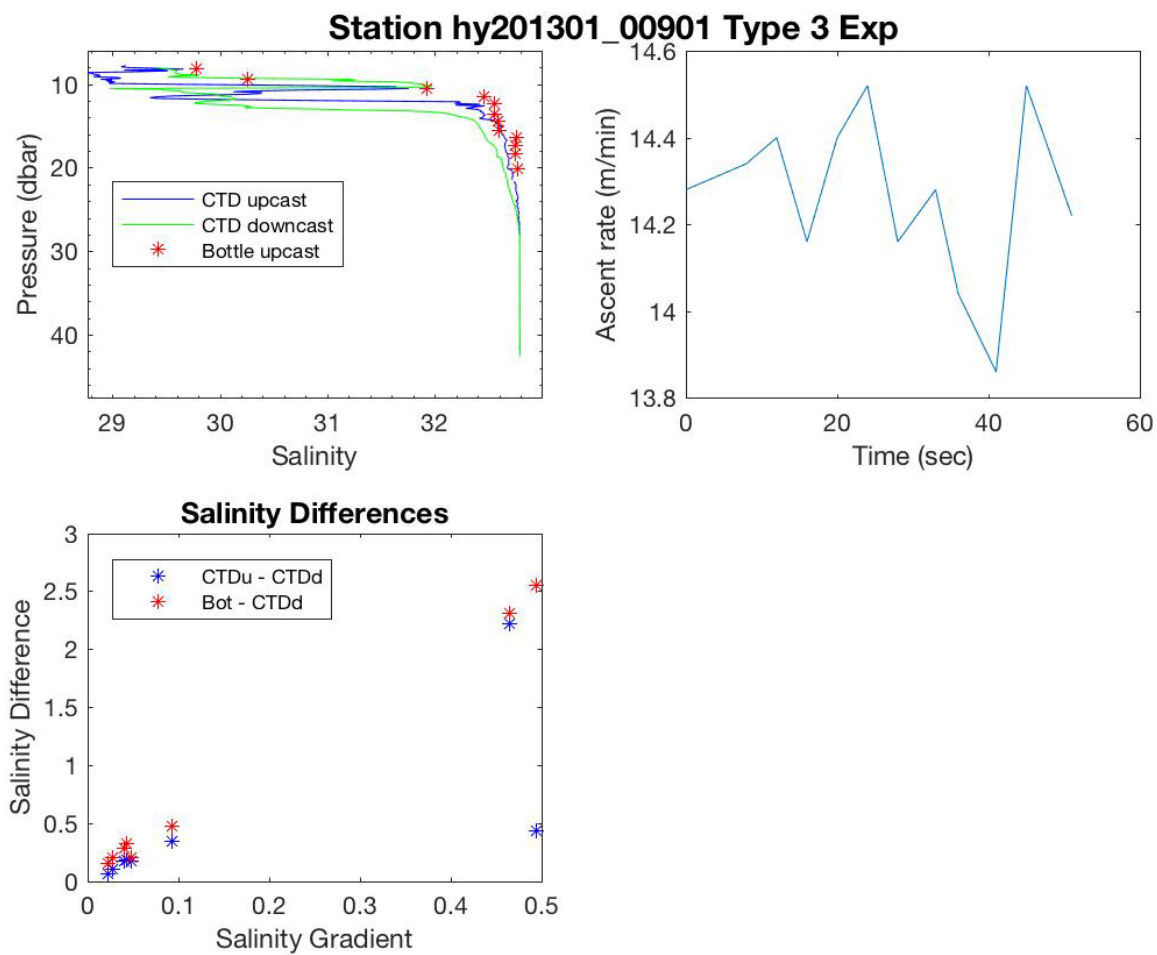 Station hy201301_00901 Type 3 Exp
10
20
30
40
Pressure (dbar)
CTD upcast
CTD downcast
Bottle upcast
29
30
31
32
Salinity
14.6
14.4
14.2
14
13.8
Ascent rate (m/min)
0
20
40
60
Time (sec)
Salinity Differences
3
2.5
2
1.5
1
0.5
0
Salinity Difference
CTDu - CTDd
Bot - CTDd
0
0.1
0.2
0.3
0.4
0.5
Salinity Gradient